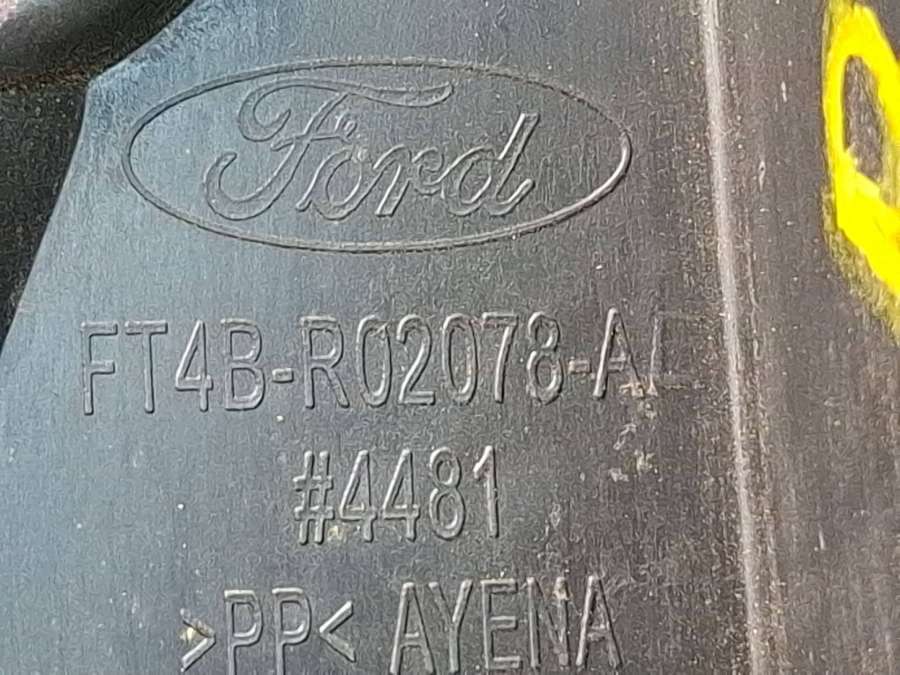 Ford
FT4B-R02078-A
#4481
>PP< AYENA